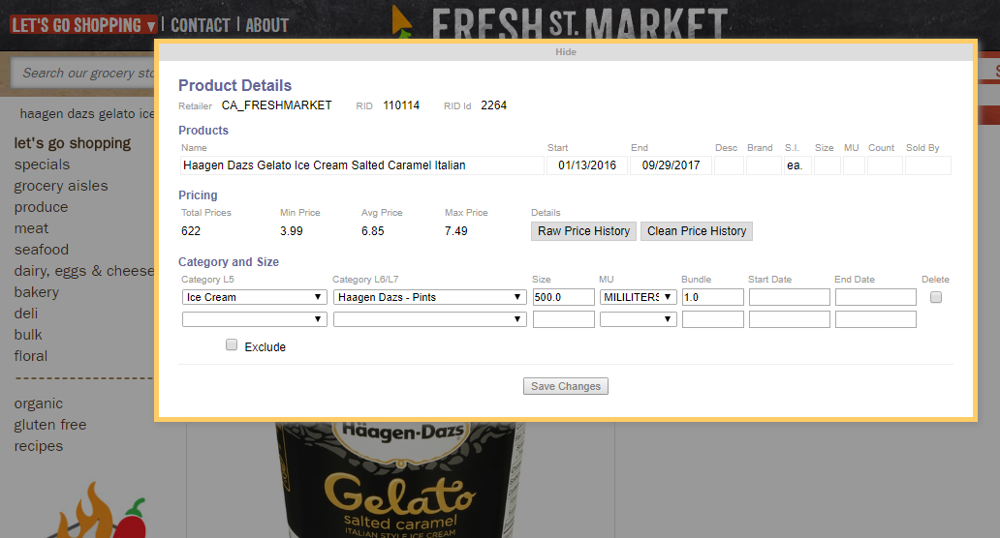 LET'S GO SHOPPING ▾ | CONTACT | ABOUT
FRESH ST. MARKET
Hide
Search our grocery sto
haagen dazs gelato ice
let's go shopping
specials
grocery aisles
produce
meat
seafood
dairy, eggs & cheese
bakery
deli
bulk
floral
organic
gluten free
recipes
Product Details
Retailer CA_FRESHMARKET RID 110114 RID Id 2264
Products
Name Start End Desc Brand S.I. Size MU Count Sold By
Haagen Dazs Gelato Ice Cream Salted Caramel Italian 01/13/2016 09/29/2017 ea.
Pricing
Total Prices Min Price Avg Price Max Price Details
622 3.99 6.85 7.49 Raw Price History Clean Price History
Category and Size
Category L5 Category L6/L7 Size MU Bundle Start Date End Date Delete
Ice Cream Haagen Dazs - Pints 500.0 MILILITERS 1.0
Exclude
Save Changes
Häagen-Dazs
Gelato
salted caramel
ITALIAN STYLE ICE CREAM